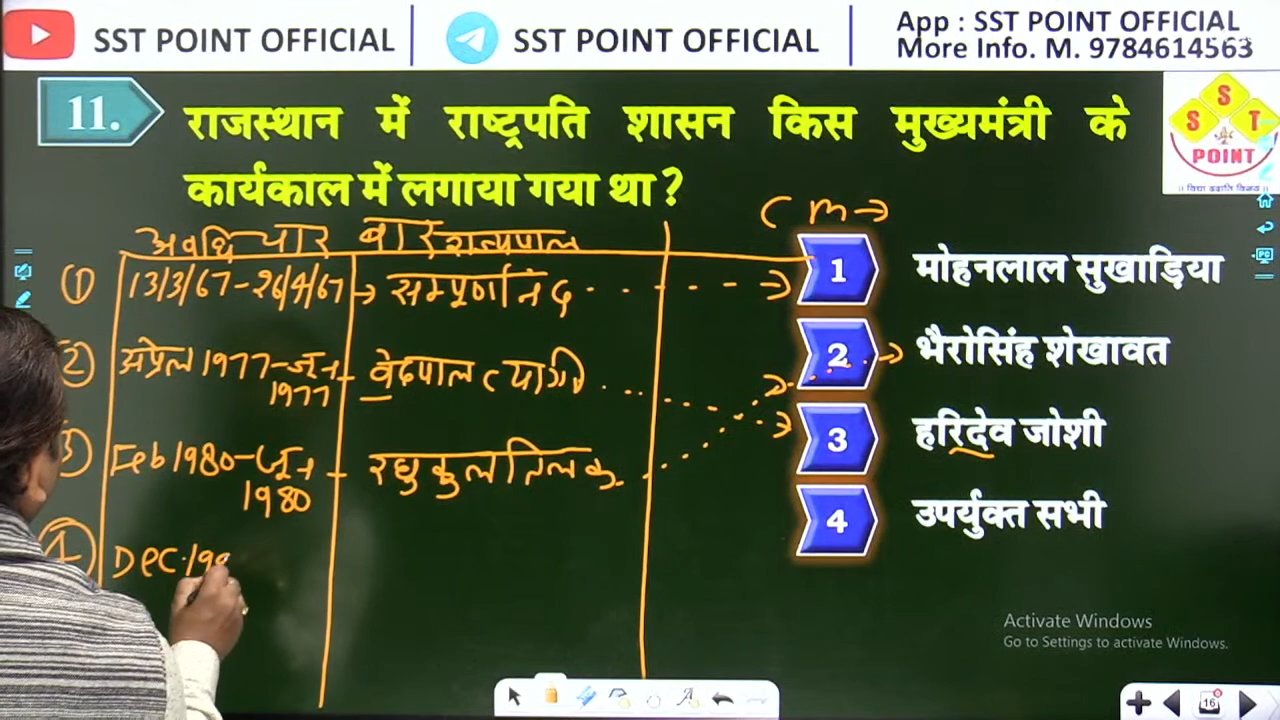 SST POINT OFFICIAL
SST POINT OFFICIAL
App : SST POINT OFFICIAL
More Info. M. 9784614563
11.
राजस्थान में राष्ट्रपति शासन किस मुख्यमंत्री के
कार्यकाल में लगाया गया था?
S
S T
POINT
अवधि चार बार राज्यपाल
CM→
① 13/3/67-26/4/67 → सम्पूर्णानंद
1 मोहनलाल सुखाड़िया
② अप्रेल 1977-जून 1977 - वेदपाल त्यागी
2 भैरोसिंह शेखावत
③ Feb 1980-जून 1980 - रघुकुल तिलक
3 हरिदेव जोशी
4 उपर्युक्त सभी
Dec. 19
Activate Windows
Go to Settings to activate Windows.
16